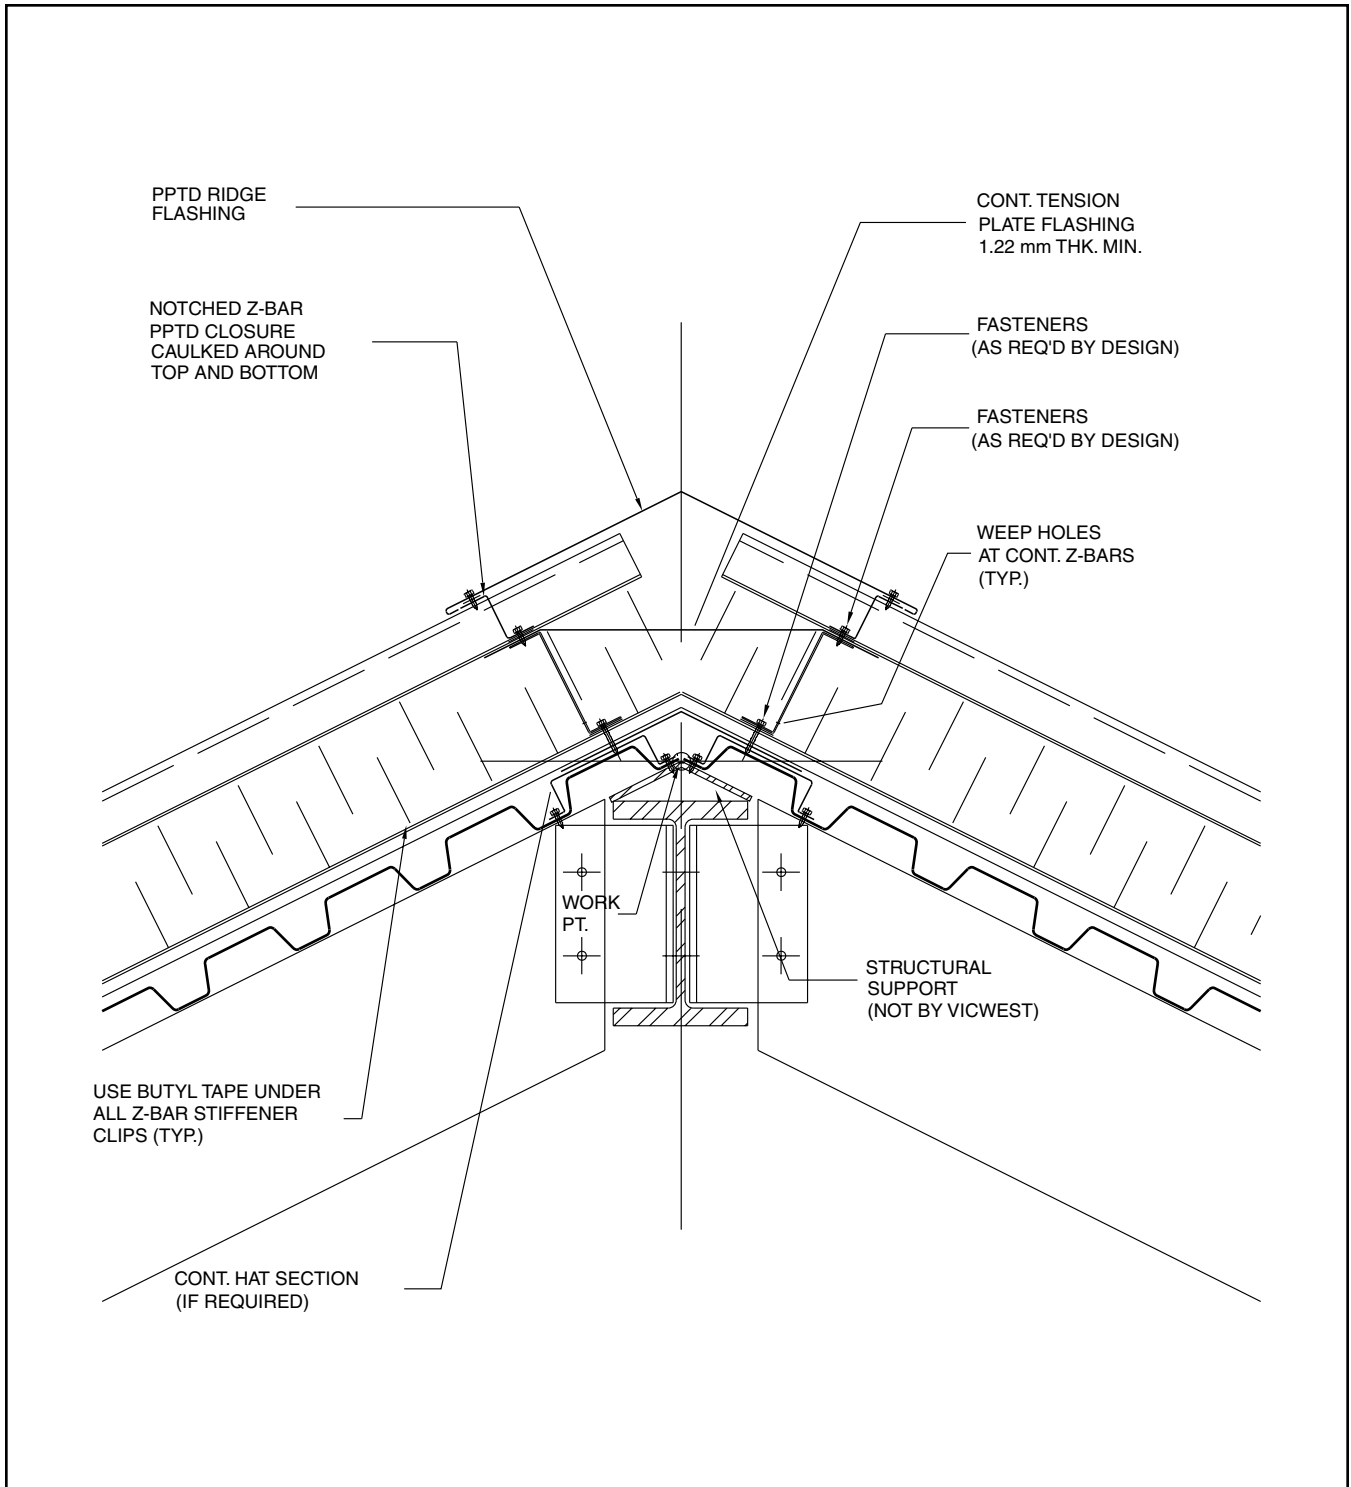 PPTD RIDGE
FLASHING
NOTCHED Z-BAR
PPTD CLOSURE
CAULKED AROUND
TOP AND BOTTOM
CONT. TENSION
PLATE FLASHING
1.22 mm THK. MIN.
FASTENERS
(AS REQ'D BY DESIGN)
FASTENERS
(AS REQ'D BY DESIGN)
WEEP HOLES
AT CONT. Z-BARS
(TYP.)
WORK
PT.
STRUCTURAL
SUPPORT
(NOT BY VICWEST)
USE BUTYL TAPE UNDER
ALL Z-BAR STIFFENER
CLIPS (TYP.)
CONT. HAT SECTION
(IF REQUIRED)